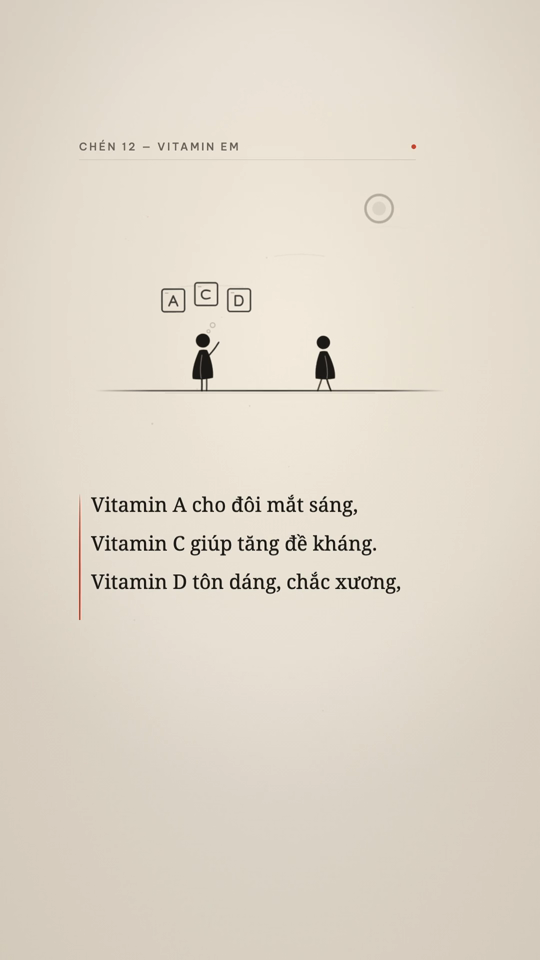 CHÉN 12 — VITAMIN EM
A C D
Vitamin A cho đôi mắt sáng,
Vitamin C giúp tăng đề kháng.
Vitamin D tôn dáng, chắc xương,